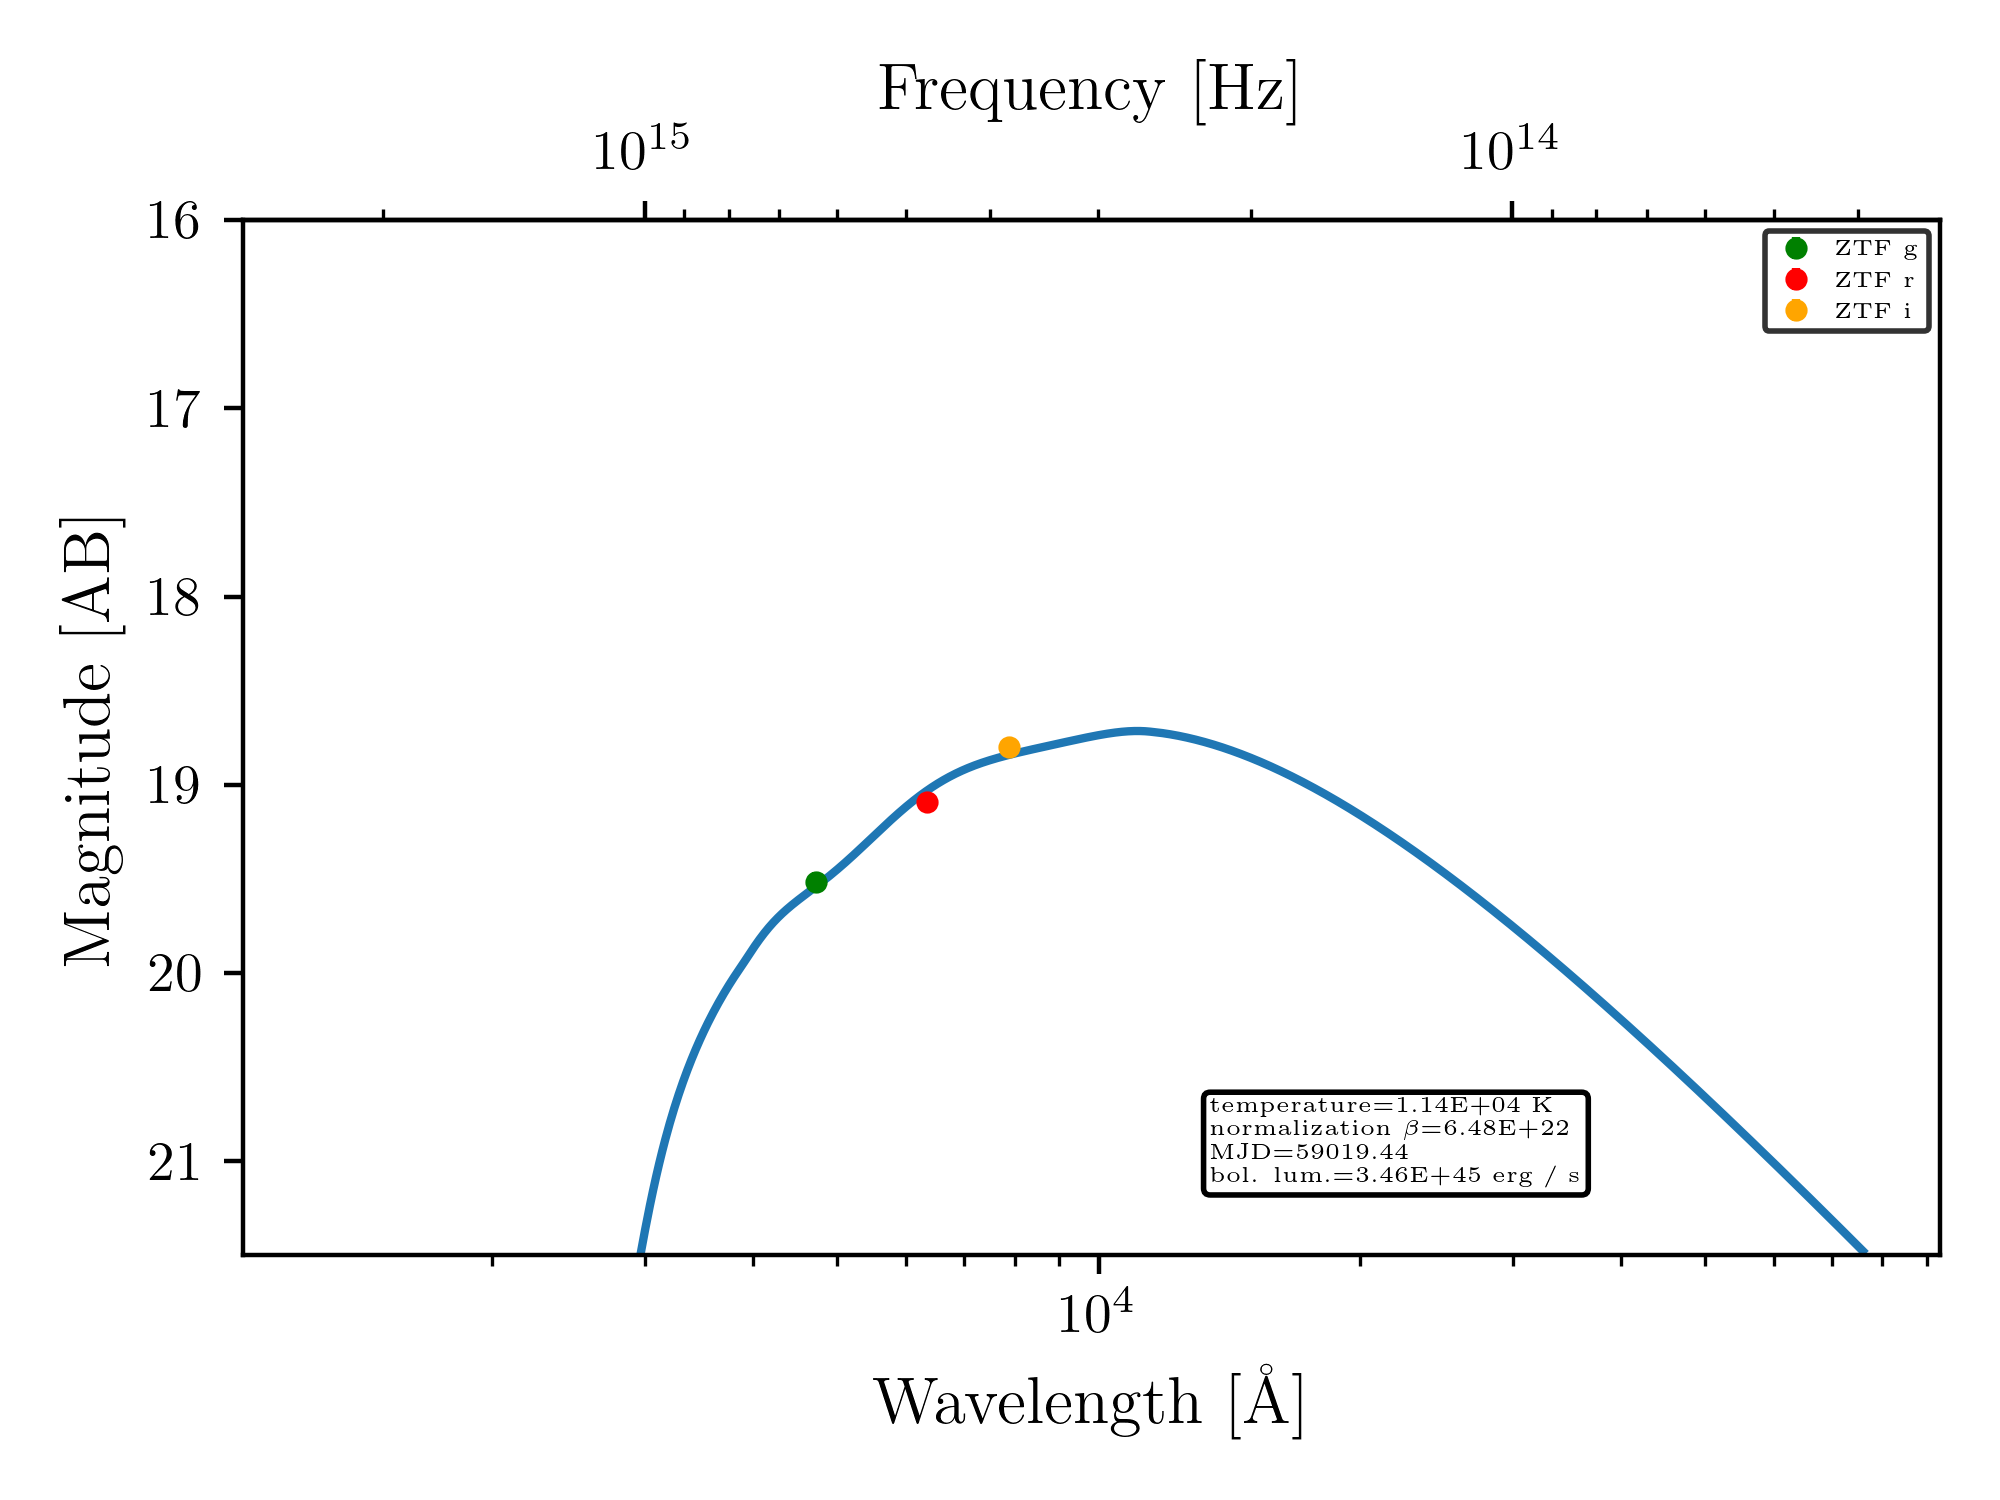 Frequency [Hz]
10^15 10^14
16
17
18
19
20
21
Magnitude [AB]
ZTF g
ZTF r
ZTF i
temperature=1.14E+04 K
normalization β=6.48E+22
MJD=59019.44
bol. lum.=3.46E+45 erg / s
10^4
Wavelength [Å]